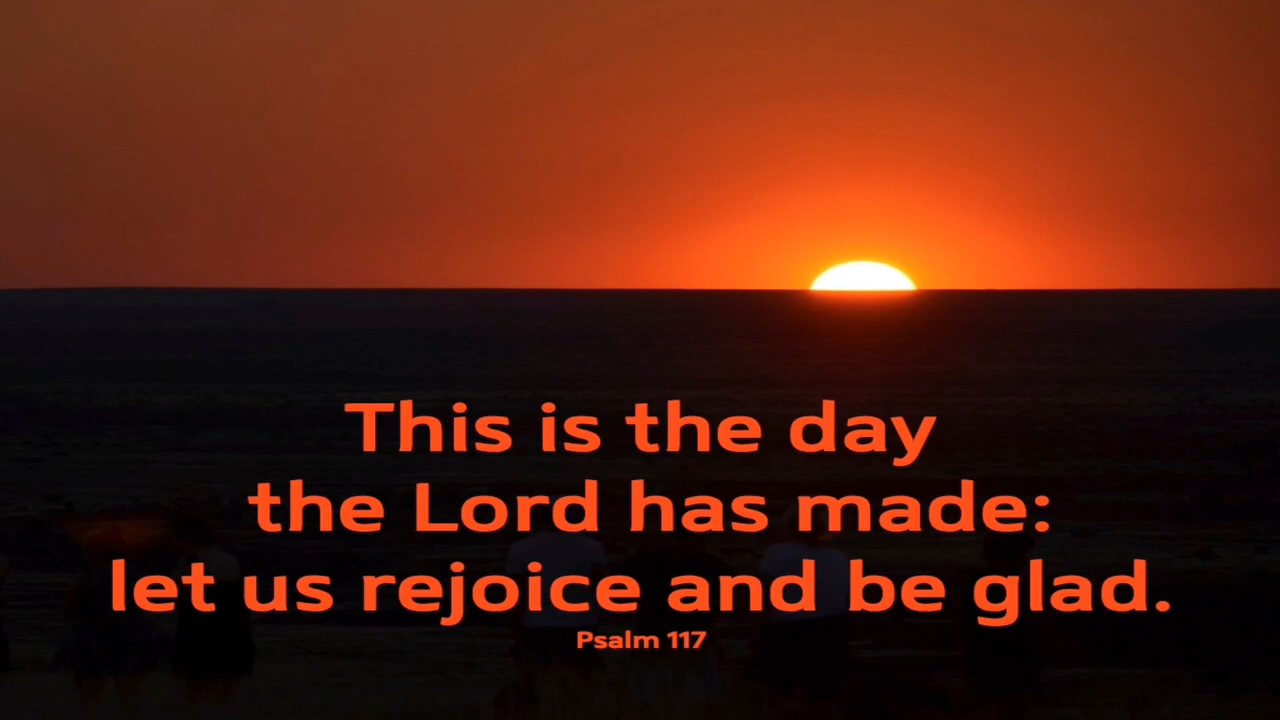 This is the day
the Lord has made:
let us rejoice and be glad.
Psalm 117